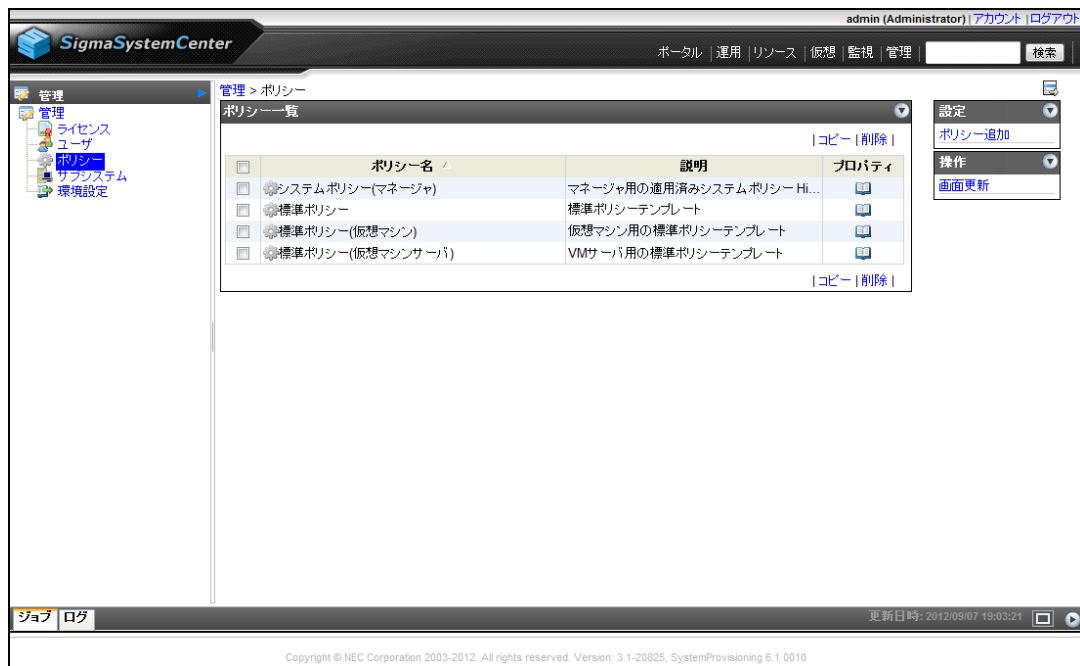 admin (Administrator) | アカウント | ログアウト
SigmaSystemCenter
ポータル | 運用 | リソース | 仮想 | 監視 | 管理 | 検索
管理
管理
ライセンス
ユーザ
ポリシー
サブシステム
環境設定
管理 > ポリシー
ポリシー一覧
| コピー | 削除 |
ポリシー名 説明 プロパティ
システムポリシー(マネージャ) マネージャ用の適用済みシステムポリシー Hi...
標準ポリシー 標準ポリシーテンプレート
標準ポリシー(仮想マシン) 仮想マシン用の標準ポリシーテンプレート
標準ポリシー(仮想マシンサーバ) VMサーバ用の標準ポリシーテンプレート
| コピー | 削除 |
設定
ポリシー追加
操作
画面更新
ジョブ ログ
更新日時: 2012/09/07 19:03:21
Copyright © NEC Corporation 2003-2012. All rights reserved. Version: 3.1-20825, SystemProvisioning 6.1.0010